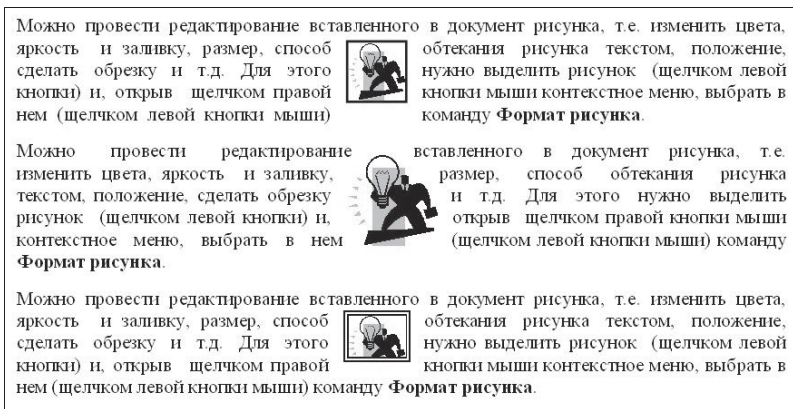 Можно провести редактирование вставленного в документ рисунка, т.е. изменить цвета,
яркость и заливку, размер, способ обтекания рисунка текстом, положение,
сделать обрезку и т.д. Для этого нужно выделить рисунок (щелчком левой
кнопки) и, открыв щелчком правой кнопки мыши контекстное меню, выбрать в
нем (щелчком левой кнопки мыши) команду Формат рисунка.
Можно провести редактирование вставленного в документ рисунка, т.е.
изменить цвета, яркость и заливку, размер, способ обтекания рисунка
текстом, положение, сделать обрезку и т.д. Для этого нужно выделить
рисунок (щелчком левой кнопки) и, открыв щелчком правой кнопки мыши
контекстное меню, выбрать в нем (щелчком левой кнопки мыши) команду
Формат рисунка.
Можно провести редактирование вставленного в документ рисунка, т.е. изменить цвета,
яркость и заливку, размер, способ обтекания рисунка текстом, положение,
сделать обрезку и т.д. Для этого нужно выделить рисунок (щелчком левой
кнопки) и, открыв щелчком правой кнопки мыши контекстное меню, выбрать в
нем (щелчком левой кнопки мыши) команду Формат рисунка.